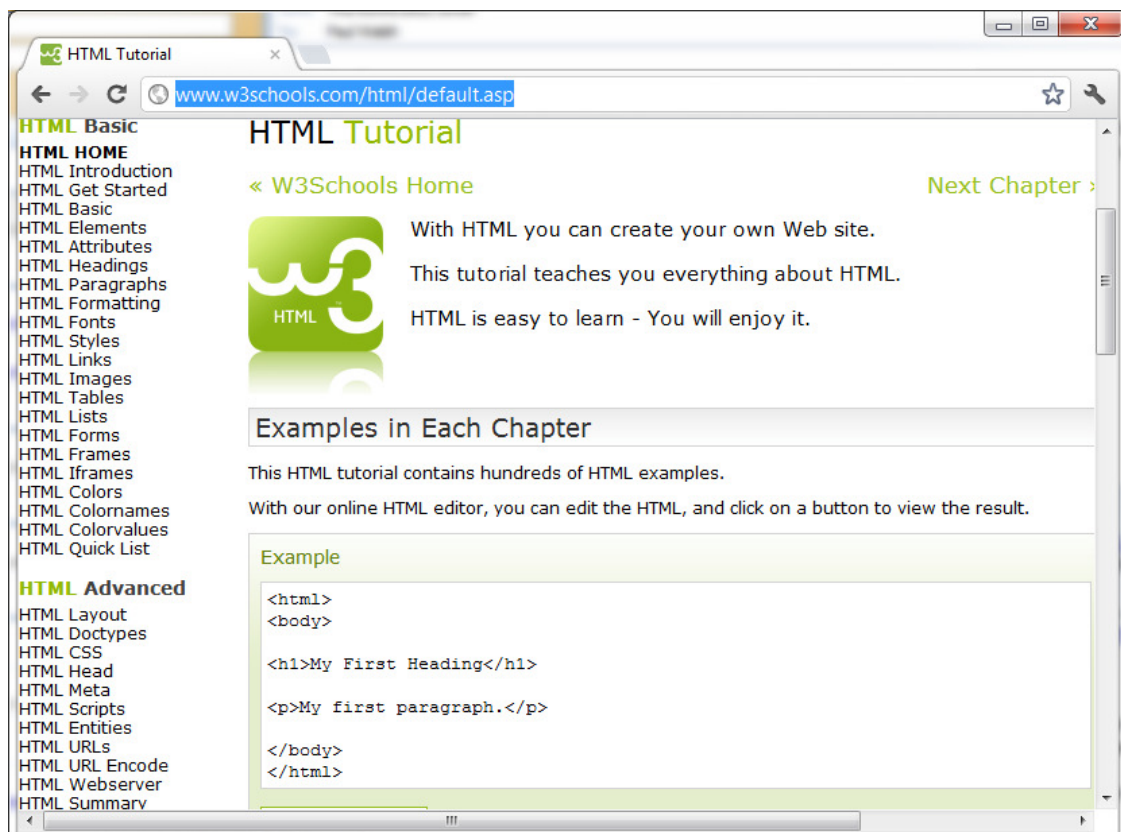 HTML Tutorial
www.w3schools.com/html/default.asp
HTML Basic
HTML HOME
HTML Introduction
HTML Get Started
HTML Basic
HTML Elements
HTML Attributes
HTML Headings
HTML Paragraphs
HTML Formatting
HTML Fonts
HTML Styles
HTML Links
HTML Images
HTML Tables
HTML Lists
HTML Forms
HTML Frames
HTML Iframes
HTML Colors
HTML Colornames
HTML Colorvalues
HTML Quick List
HTML Advanced
HTML Layout
HTML Doctypes
HTML CSS
HTML Head
HTML Meta
HTML Scripts
HTML Entities
HTML URLs
HTML URL Encode
HTML Webserver
HTML Summary
HTML Tutorial
« W3Schools Home
Next Chapter »
w3
HTML
With HTML you can create your own Web site.
This tutorial teaches you everything about HTML.
HTML is easy to learn - You will enjoy it.
Examples in Each Chapter
This HTML tutorial contains hundreds of HTML examples.
With our online HTML editor, you can edit the HTML, and click on a button to view the result.
Example
<html>
<body>
<h1>My First Heading</h1>
<p>My first paragraph.</p>
</body>
</html>